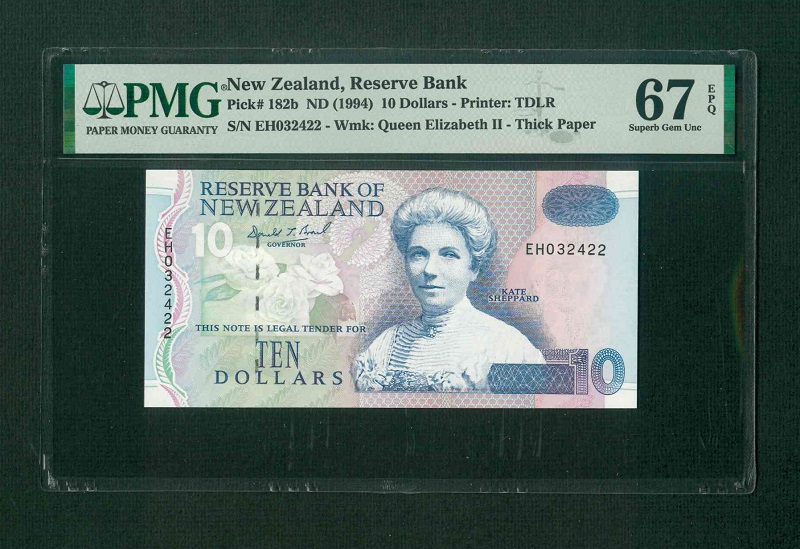 PMG®
PAPER MONEY GUARANTY
New Zealand, Reserve Bank
Pick# 182b ND (1994) 10 Dollars - Printer: TDLR
S/N EH032422 - Wmk: Queen Elizabeth II - Thick Paper
67
EPQ
Superb Gem Unc
RESERVE BANK OF
NEW ZEALAND
10
Donald T. Brash
GOVERNOR
EH032422
EH032422
KATE
SHEPPARD
THIS NOTE IS LEGAL TENDER FOR
TEN
DOLLARS
10